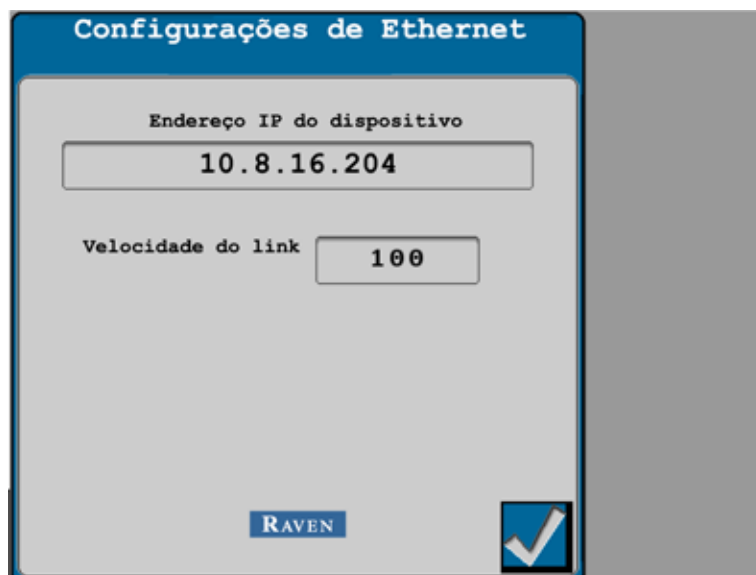 Configurações de Ethernet
Endereço IP do dispositivo
10.8.16.204
Velocidade do link
100
RAVEN